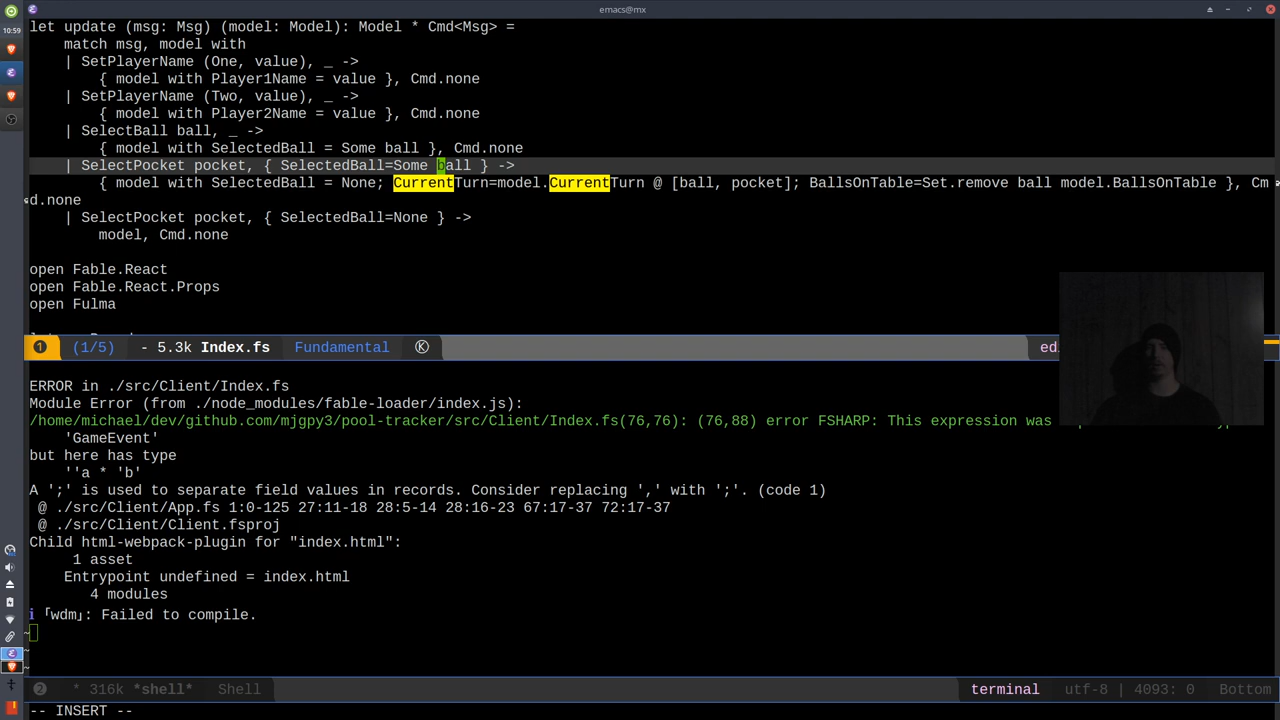 emacs@mx
10:59
let update (msg: Msg) (model: Model): Model * Cmd<Msg> =
match msg, model with
| SetPlayerName (One, value), _ ->
{ model with Player1Name = value }, Cmd.none
| SetPlayerName (Two, value), _ ->
{ model with Player2Name = value }, Cmd.none
| SelectBall ball, _ ->
{ model with SelectedBall = Some ball }, Cmd.none
| SelectPocket pocket, { SelectedBall=Some ball } ->
{ model with SelectedBall = None; CurrentTurn=model.CurrentTurn @ [ball, pocket]; BallsOnTable=Set.remove ball model.BallsOnTable }, Cm
d.none
| SelectPocket pocket, { SelectedBall=None } ->
model, Cmd.none
open Fable.React
open Fable.React.Props
open Fulma
1 (1/5) - 5.3k Index.fs Fundamental K
ERROR in ./src/Client/Index.fs
Module Error (from ./node_modules/fable-loader/index.js):
/home/michael/dev/github.com/mjgpy3/pool-tracker/src/Client/Index.fs(76,76): (76,88) error FSHARP: This expression was
'GameEvent'
but here has type
''a * 'b'
A ';' is used to separate field values in records. Consider replacing ',' with ';'. (code 1)
@ ./src/Client/App.fs 1:0-125 27:11-18 28:5-14 28:16-23 67:17-37 72:17-37
@ ./src/Client/Client.fsproj
Child html-webpack-plugin for "index.html":
1 asset
Entrypoint undefined = index.html
4 modules
i ｢wdm｣: Failed to compile.
~
~
~
2 * 316k *shell* Shell terminal utf-8 | 4093: 0 Bottom
-- INSERT --